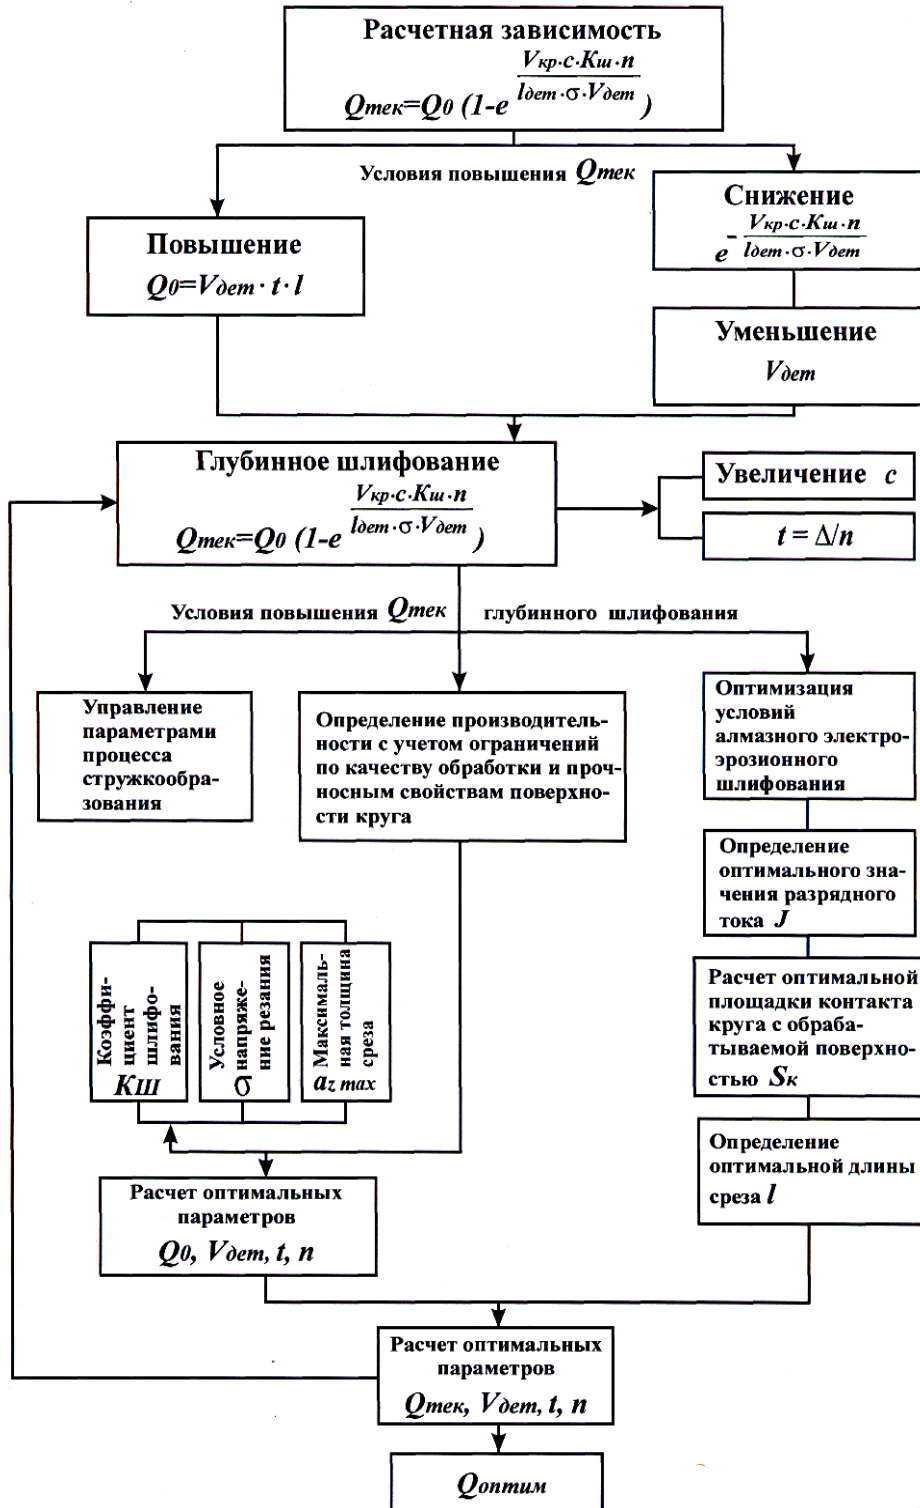 Расчетная зависимость
Qтек=Q0 (1-e Vкр·c·Kш·n / lдет·σ·Vдет )
Условия повышения Qтек
Повышение
Q0=Vдет· t· l
Снижение
e - Vкр·c·Kш·n / lдет·σ·Vдет
Уменьшение
Vдет
Глубинное шлифование
Qтек=Q0 (1-e Vкр·c·Kш·n / lдет·σ·Vдет )
Увеличение c
t = Δ/n
Условия повышения Qтек глубинного шлифования
Управление
параметрами
процесса
стружкообра-
зования
Определение производитель-
ности с учетом ограничений
по качеству обработки и проч-
носным свойствам поверхно-
сти круга
Оптимизация
условий
алмазного электро-
эрозионного
шлифования
Определение
оптимального зна-
чения разрядного
тока J
Коэффи-
циент
шлифо-
вания
KШ
Условное
напряже-
ние резания
σ
Максималь-
ная толщина
среза
az max
Расчет оптимальной
площадки контакта
круга с обраба-
тываемой поверхно-
стью Sк
Определение
оптимальной длины
среза l
Расчет оптимальных
параметров
Q0, Vдет, t, n
Расчет оптимальных
параметров
Qтек, Vдет, t, n
Qоптим